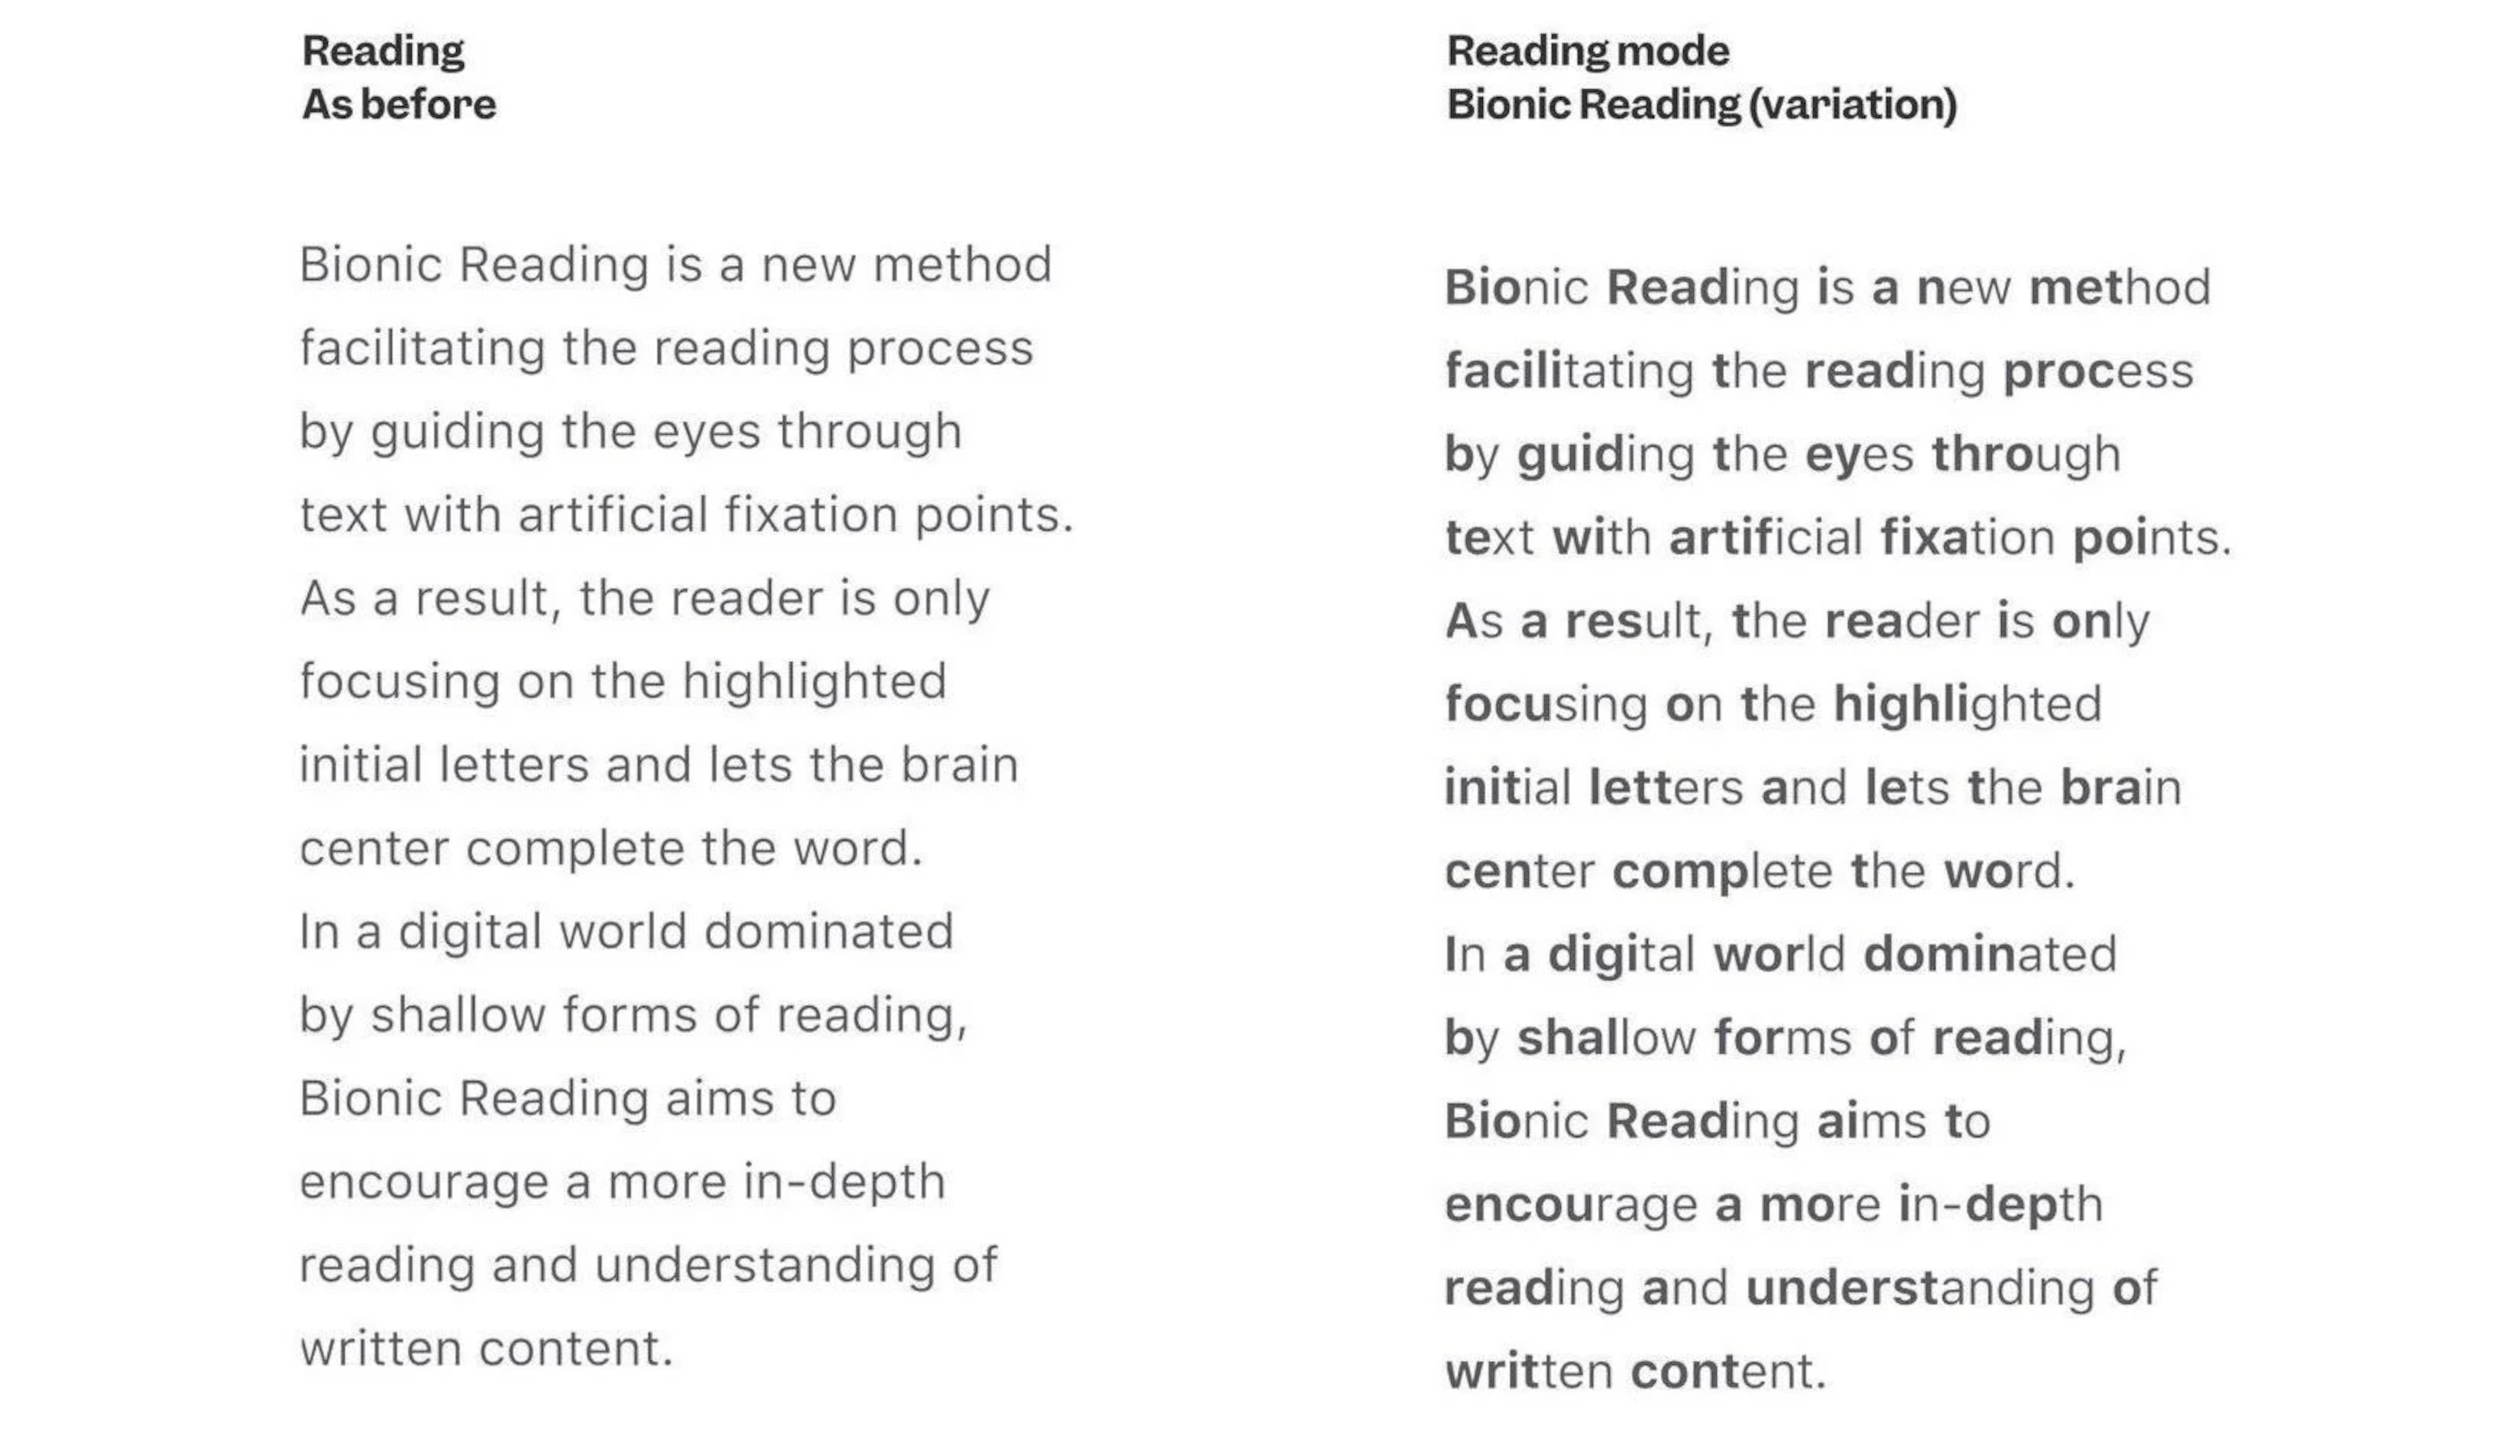 Reading
As before
Bionic Reading is a new method
facilitating the reading process
by guiding the eyes through
text with artificial fixation points.
As a result, the reader is only
focusing on the highlighted
initial letters and lets the brain
center complete the word.
In a digital world dominated
by shallow forms of reading,
Bionic Reading aims to
encourage a more in-depth
reading and understanding of
written content.
Reading mode
Bionic Reading (variation)
Bionic Reading is a new method
facilitating the reading process
by guiding the eyes through
text with artificial fixation points.
As a result, the reader is only
focusing on the highlighted
initial letters and lets the brain
center complete the word.
In a digital world dominated
by shallow forms of reading,
Bionic Reading aims to
encourage a more in-depth
reading and understanding of
written content.